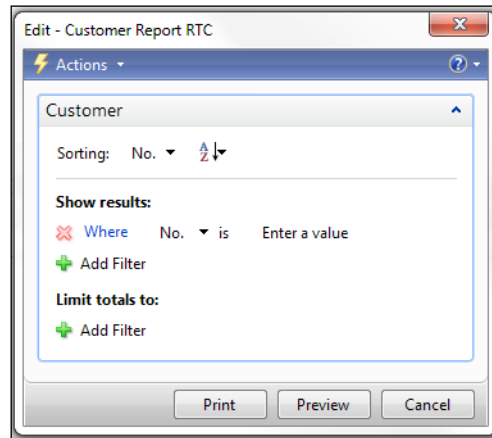 Edit - Customer Report RTC
Actions
Customer
Sorting: No. A Z
Show results:
Where No. is Enter a value
Add Filter
Limit totals to:
Add Filter
Print Preview Cancel